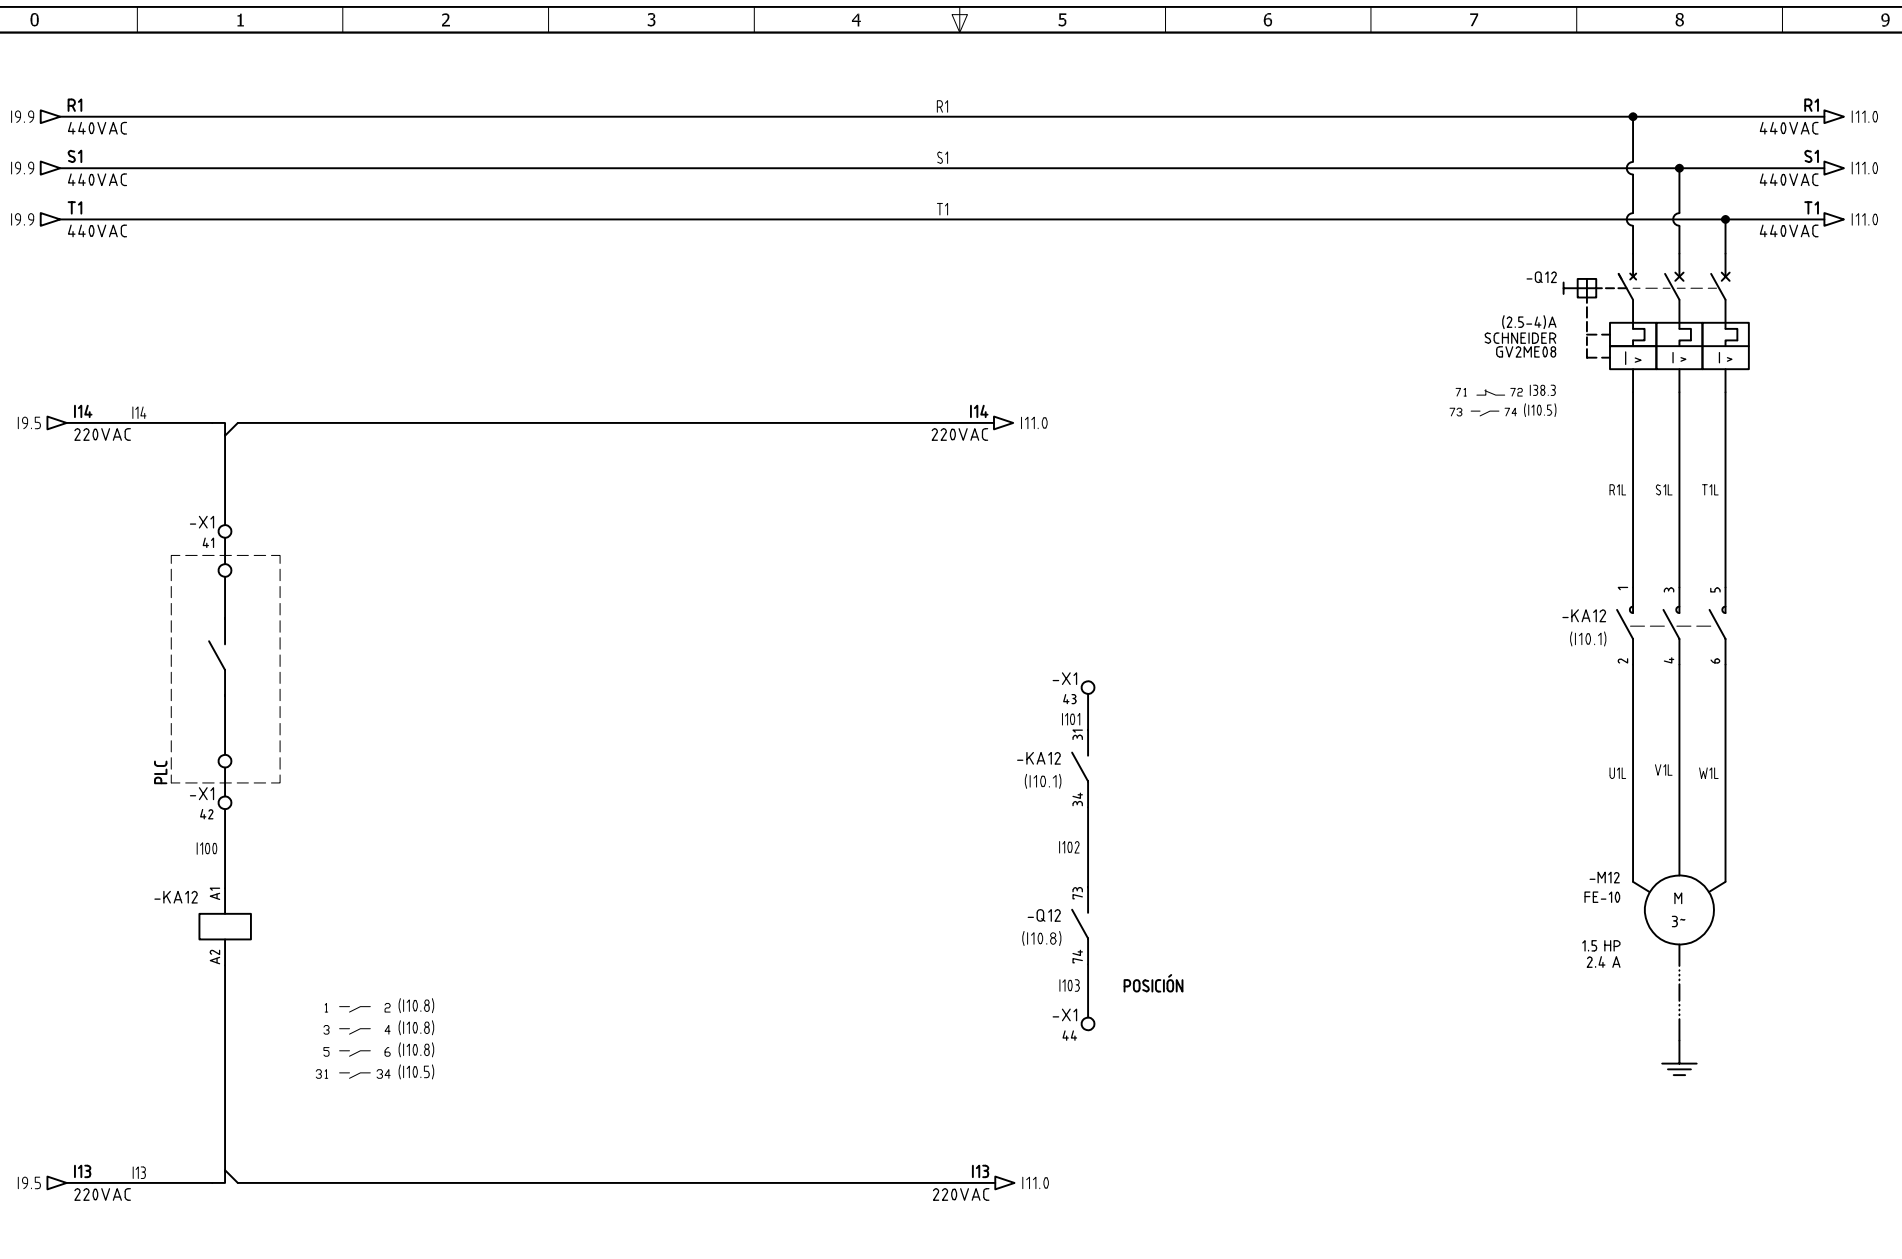 0 1 2 3 4 5 6 7 8 9
R1 R1 R1
I9.9 I11.0
440VAC 440VAC
S1 S1 S1
I9.9 I11.0
440VAC 440VAC
T1 T1 T1
I9.9 I11.0
440VAC 440VAC
-Q12
(2.5-4)A
SCHNEIDER
GV2ME08
I> I> I>
71 72 I38.3
73 74 (I10.5)
I14 I14 I14
I9.5 I11.0
220VAC 220VAC
R1L S1L T1L
-X1
41
PLC
-X1
42
I100
-KA12 A1
A2
1 2 (I10.8)
3 4 (I10.8)
5 6 (I10.8)
31 34 (I10.5)
-X1
43
I101
31
-KA12
(I10.1)
34
I102
73
-Q12
(I10.8)
74
I103 POSICIÓN
-X1
44
1 3 5
-KA12
(I10.1)
2 4 6
U1L V1L W1L
-M12
FE-10
M
3~
1.5 HP
2.4 A
I13 I13 I13
I9.5 I11.0
220VAC 220VAC